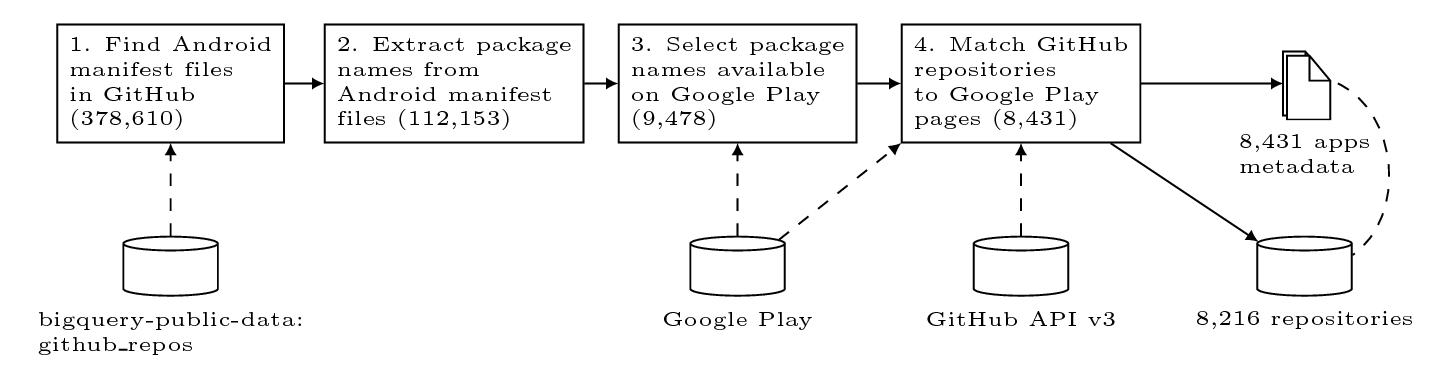 1. Find Android
manifest files
in GitHub
(378,610)
2. Extract package
names from
Android manifest
files (112,153)
3. Select package
names available
on Google Play
(9,478)
4. Match GitHub
repositories
to Google Play
pages (8,431)
8,431 apps
metadata
bigquery-public-data:
github_repos
Google Play
GitHub API v3
8,216 repositories